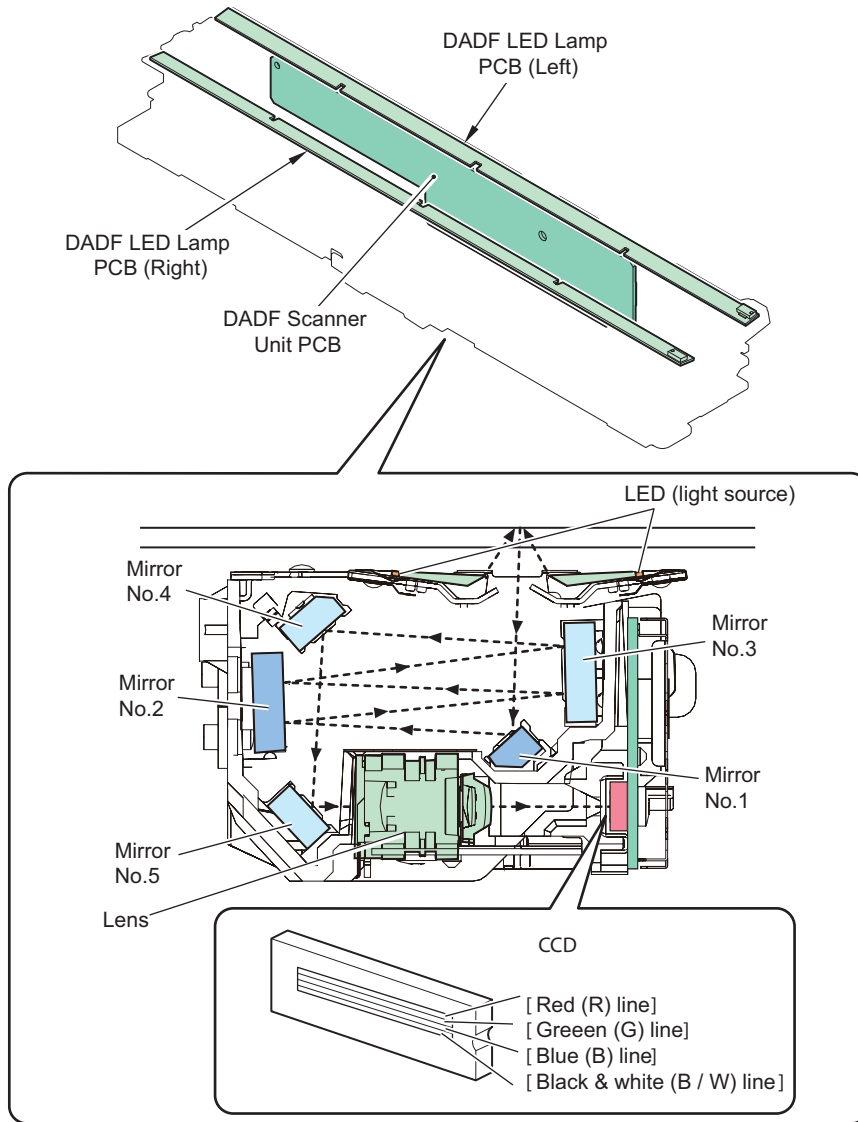 DADF LED Lamp
PCB (Left)
DADF LED Lamp
PCB (Right)
DADF Scanner
Unit PCB
LED (light source)
Mirror
No.4
Mirror
No.3
Mirror
No.2
Mirror
No.1
Mirror
No.5
Lens
CCD
[Red (R) line]
[Greeen (G) line]
[Blue (B) line]
[Black & white (B / W) line]